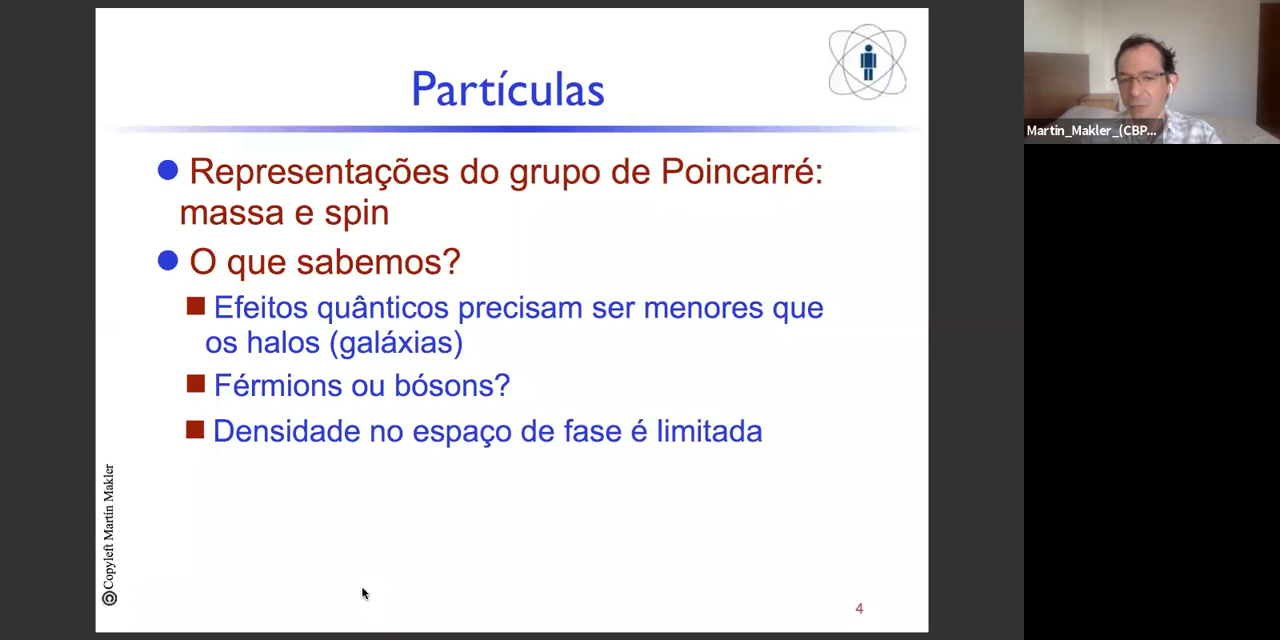 Partículas
Representações do grupo de Poincarré:
massa e spin
O que sabemos?
Efeitos quânticos precisam ser menores que
os halos (galáxias)
Férmions ou bósons?
Densidade no espaço de fase é limitada
Copyleft Martín Makler
4
Martin_Makler_(CBP...